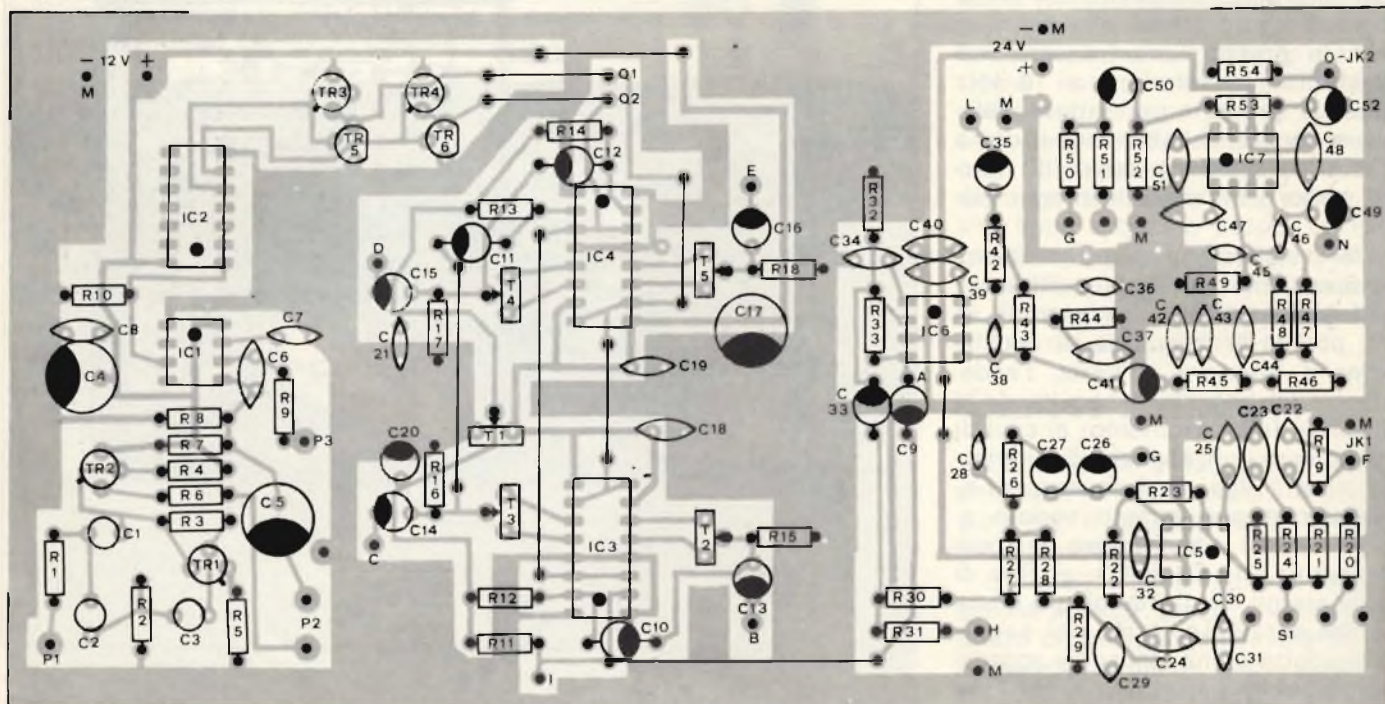 - 12 V +
M
TR3
TR4
TR5
TR6
Q1
Q2
R14
C12
IC2
R13
C11
IC4
E
C16
T5
R18
D
C15
T4
R17
C21
C17
R10
C8
C7
C4
IC1
C6
R9
C19
R8
R7
P3
TR2
R4
R6
R3
C5
C1
R1
TR1
C2
R2
C3
R5
P2
P1
T1
C18
C20
R16
C14
C
T3
IC3
T2
R15
C13
B
R12
R11
C10
I
- M
24 V
+
L M
C35
C50
R54
O-JK2
R53
C52
R50
R51
R52
C51
IC7
C48
R32
C34
C40
C39
R42
G
M
C47
C46
C45
C49
N
R33
IC6
C38
R43
C36
R44
C37
C41
R49
C42
C43
C44
R48
R47
R45
R46
C33
A
C9
M
C28
R26
C27
C26
G
R23
C25
C23
C22
R19
M
JK1
F
R27
R28
R22
C32
IC5
R25
R24
R21
R20
R30
R31
H
M
R29
C29
C24
C30
C31
S1